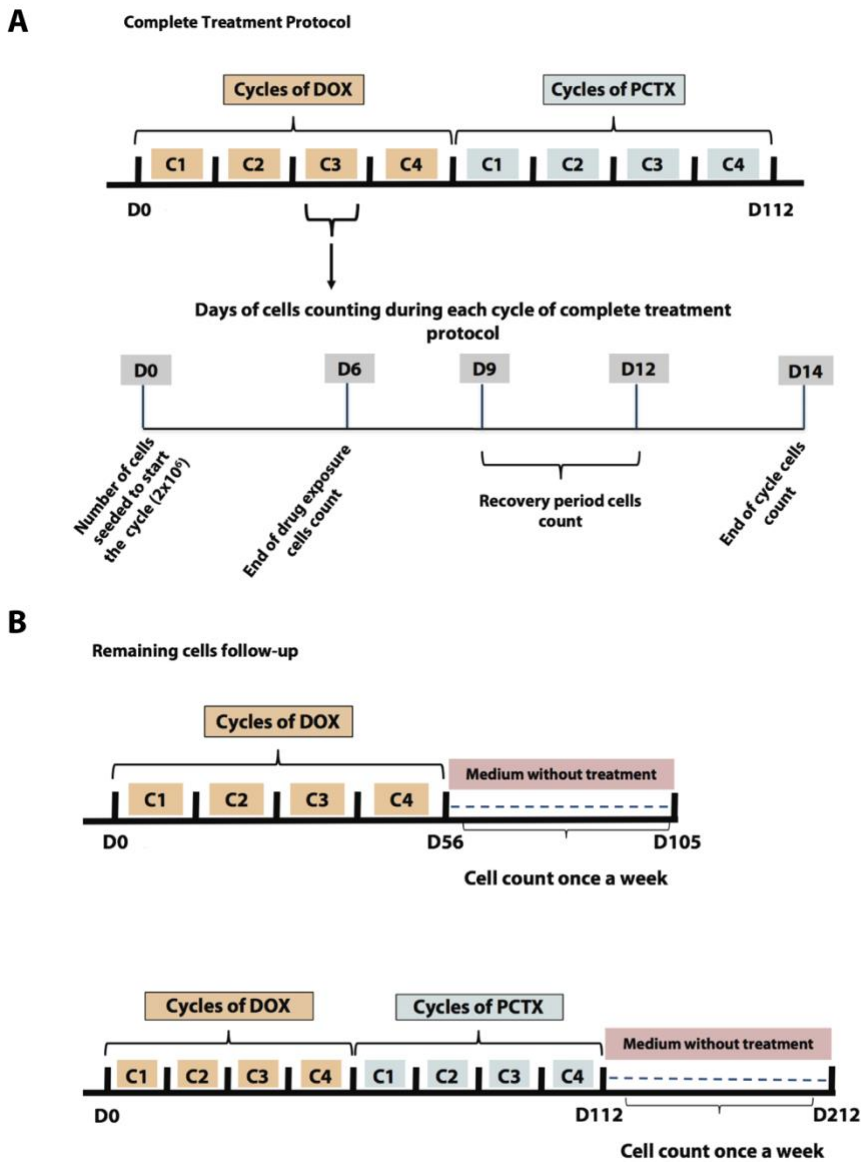 A
Complete Treatment Protocol
Cycles of DOX
Cycles of PCTX
C1 C2 C3 C4 C1 C2 C3 C4
D0 D112
Days of cells counting during each cycle of complete treatment
protocol
D0 D6 D9 D12 D14
Number of cells
seeded to start
the cycle (2x10⁶)
End of drug exposure
cells count
Recovery period cells
count
End of cycle cells
count
B
Remaining cells follow-up
Cycles of DOX
Medium without treatment
C1 C2 C3 C4
D0 D56 D105
Cell count once a week
Cycles of DOX
Cycles of PCTX
Medium without treatment
C1 C2 C3 C4 C1 C2 C3 C4
D0 D112 D212
Cell count once a week